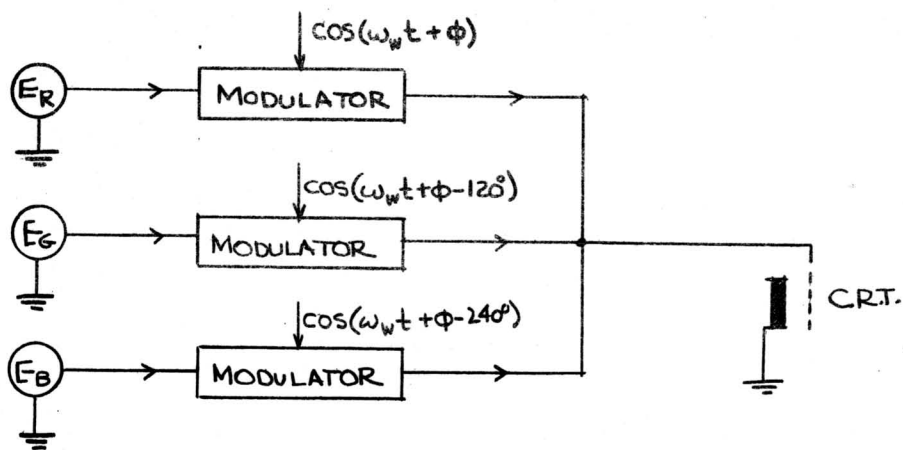 cos(ω_w t + φ)
E_R
MODULATOR
cos(ω_w t + φ - 120°)
E_G
MODULATOR
C.R.T.
cos(ω_w t + φ - 240°)
E_B
MODULATOR